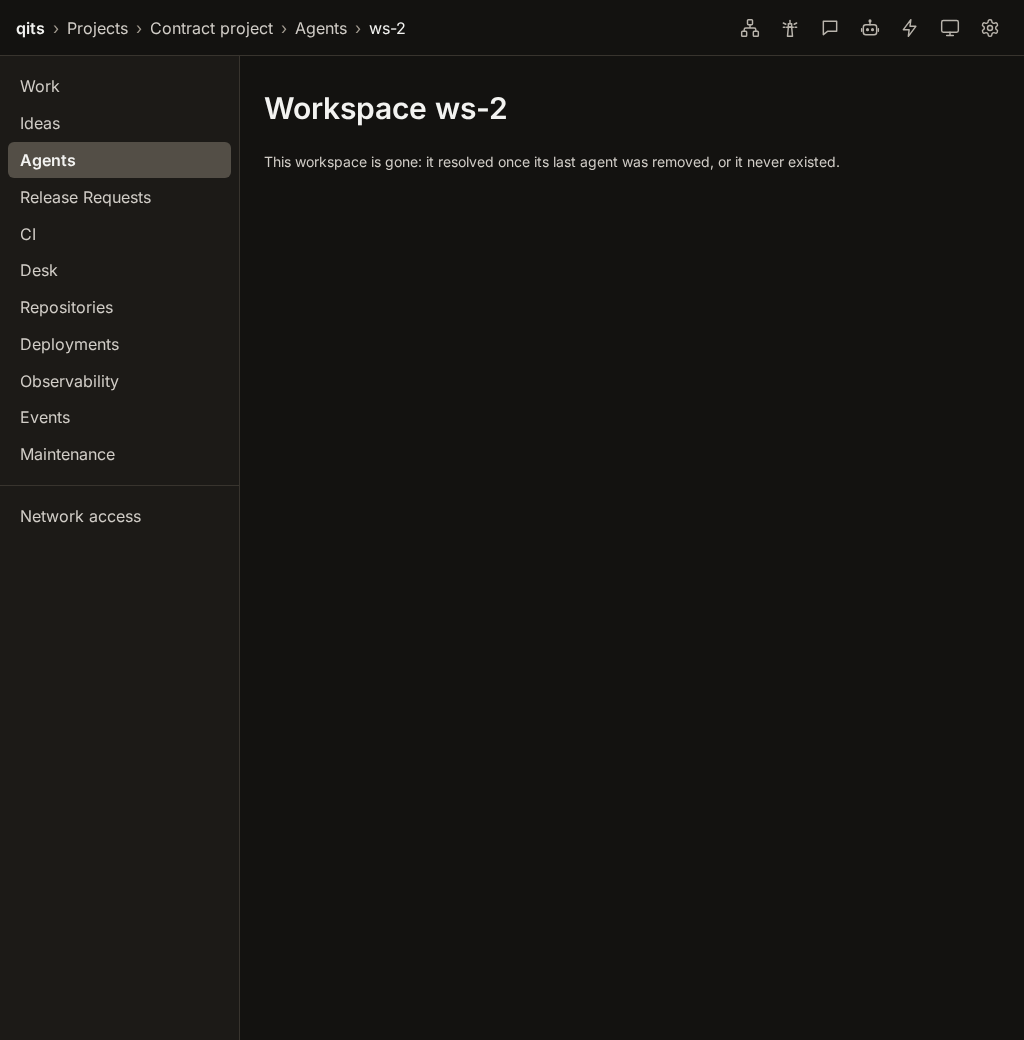 qits › Projects › Contract project › Agents › ws-2
Work
Ideas
Agents
Release Requests
CI
Desk
Repositories
Deployments
Observability
Events
Maintenance
Network access
Workspace ws-2
This workspace is gone: it resolved once its last agent was removed, or it never existed.